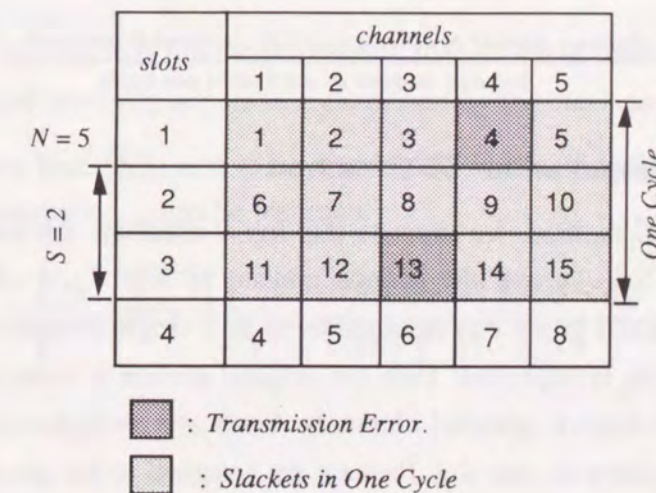 channels
slots
1 2 3 4 5
N = 5 1 1 2 3 4 5
2 6 7 8 9 10
S = 2
One Cycle
3 11 12 13 14 15
4 4 5 6 7 8
: Transmission Error.
: Slackets in One Cycle